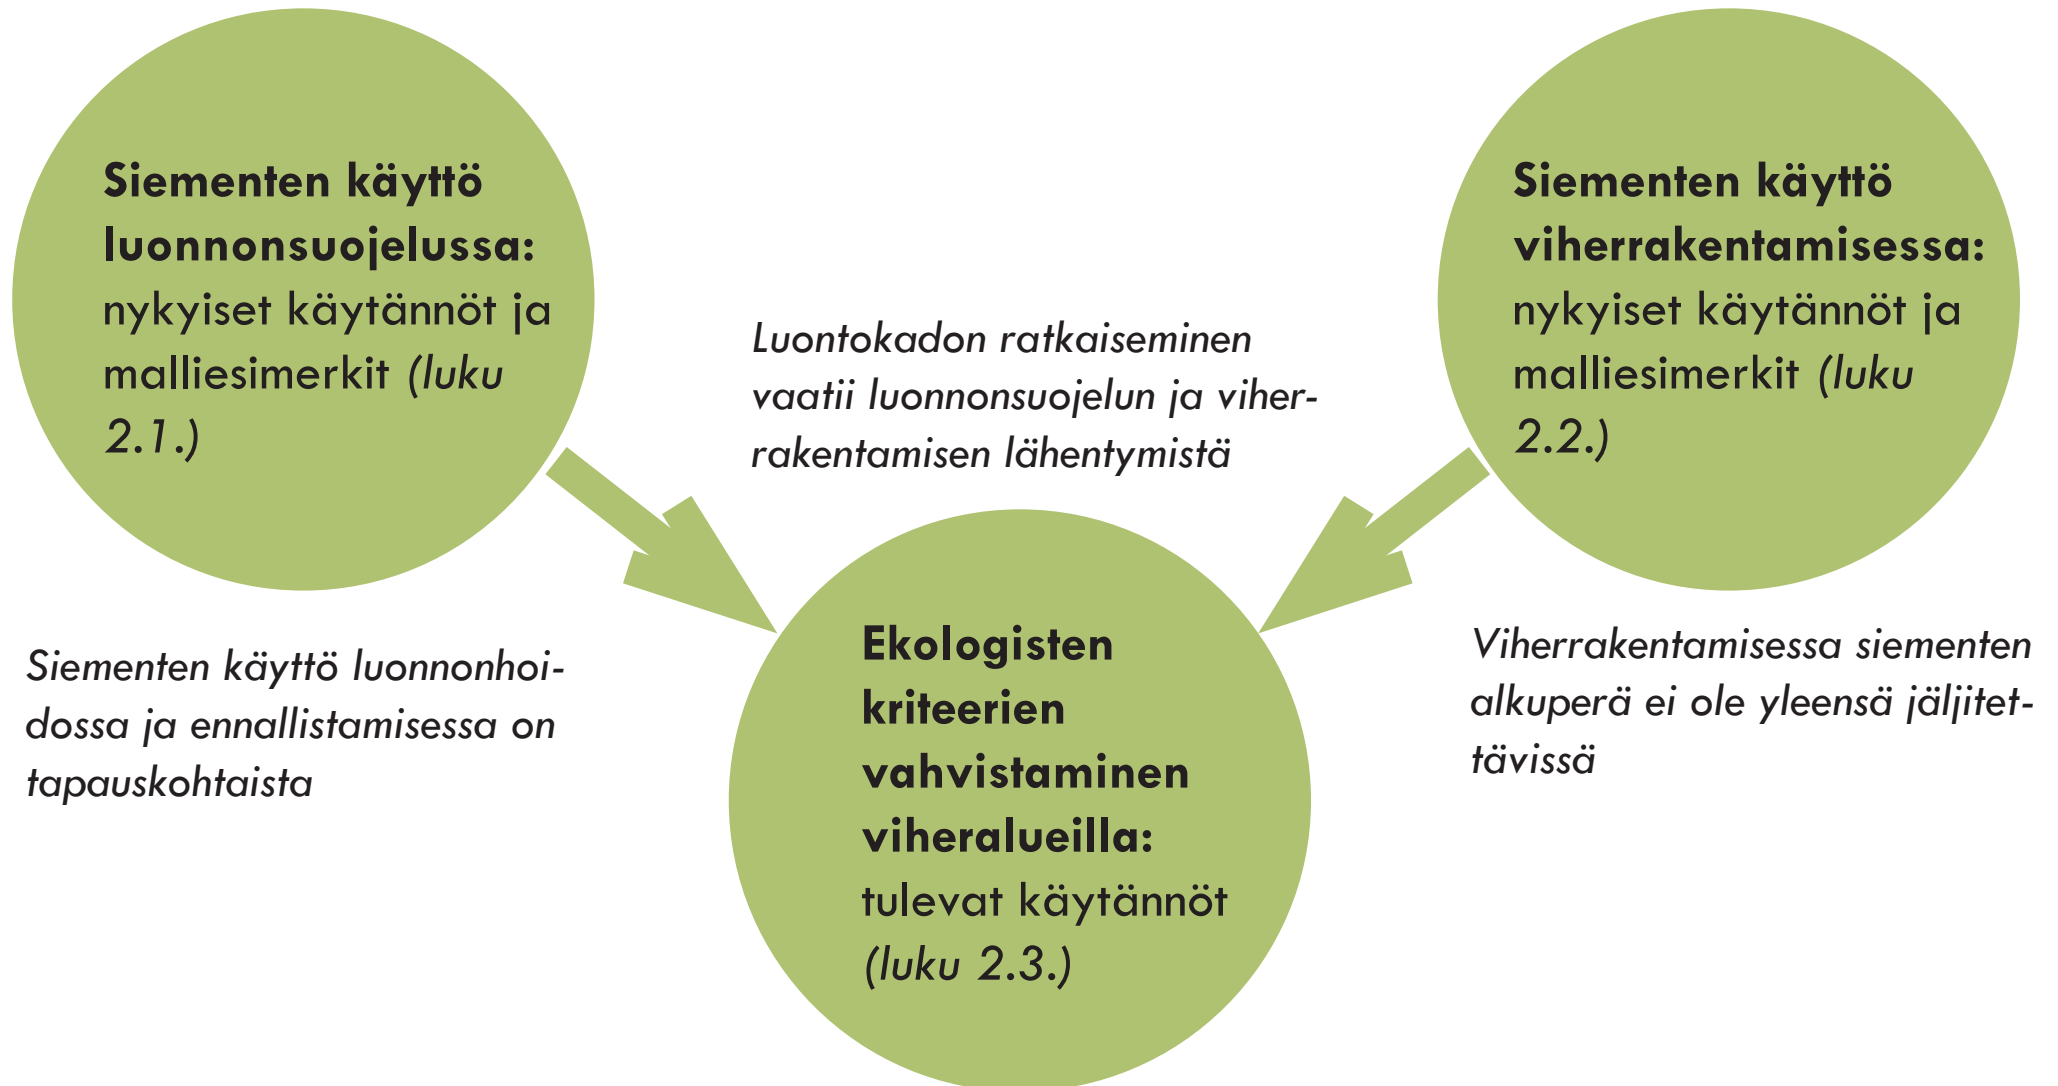 Siementen käyttö
luonnonsuojelussa:
nykyiset käytännöt ja
malliesimerkit (luku
2.1.)
Siementen käyttö luonnonhoi-
dossa ja ennallistamisessa on
tapauskohtaista
Luontokadon ratkaiseminen
vaatii luonnonsuojelun ja viher-
rakentamisen lähentymistä
Siementen käyttö
viherrakentamisessa:
nykyiset käytännöt ja
malliesimerkit (luku
2.2.)
Viherrakentamisessa siementen
alkuperä ei ole yleensä jäljitet-
tävissä
Ekologisten
kriteerien
vahvistaminen
viheralueilla:
tulevat käytännöt
(luku 2.3.)